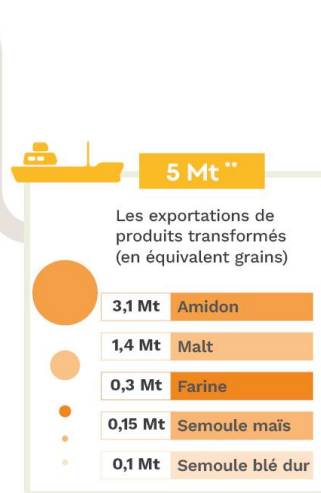 5 Mt **
Les exportations de
produits transformés
(en équivalent grains)
3,1 Mt Amidon
1,4 Mt Malt
0,3 Mt Farine
0,15 Mt Semoule maïs
0,1 Mt Semoule blé dur